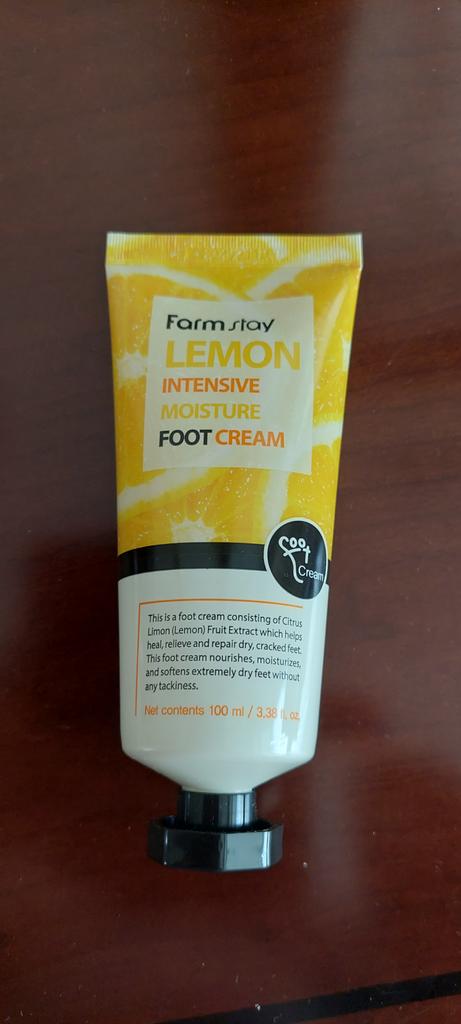 Farmstay
LEMON
INTENSIVE
MOISTURE
FOOT CREAM
foot
Cream
This is a foot cream consisting of Citrus
Limon (Lemon) Fruit Extract which helps
heal, relieve and repair dry, cracked feet.
This foot cream nourishes, moisturizes,
and softens extremely dry feet without
any tackiness.
Net contents 100 ml / 3.38 fl. oz.